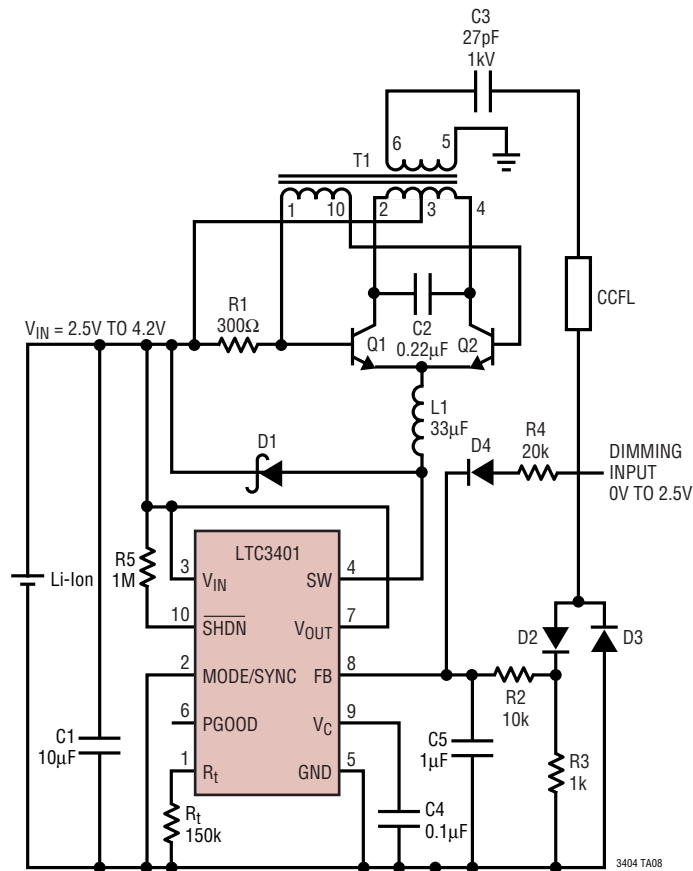 C3
27pF
1kV
6
5
T1
1
10
2
3
4
R1
300Ω
VIN = 2.5V TO 4.2V
CCFL
Q1
C2
0.22µF
Q2
L1
33µF
D1
D4
R4
20k
DIMMING
INPUT
0V TO 2.5V
R5
1M
Li-Ion
LTC3401
3
VIN
SW
4
10
SHDN
VOUT
7
2
MODE/SYNC
FB
8
6
PGOOD
VC
9
1
Rt
GND
5
D2
D3
R2
10k
C1
10µF
C5
1µF
R3
1k
Rt
150k
C4
0.1µF
3404 TA08